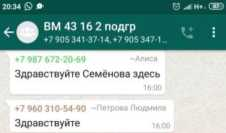 20:34
H+
ВМ 43 16 2 подгр
+7 905 341-37-14, +7 905 347-1...
+7 987 672-20-69 ~Алиса
Здравствуйте Семёнова здесь
16:00
+7 960 310-54-90 ~Петрова Людмила
Здравствуйте
16:00